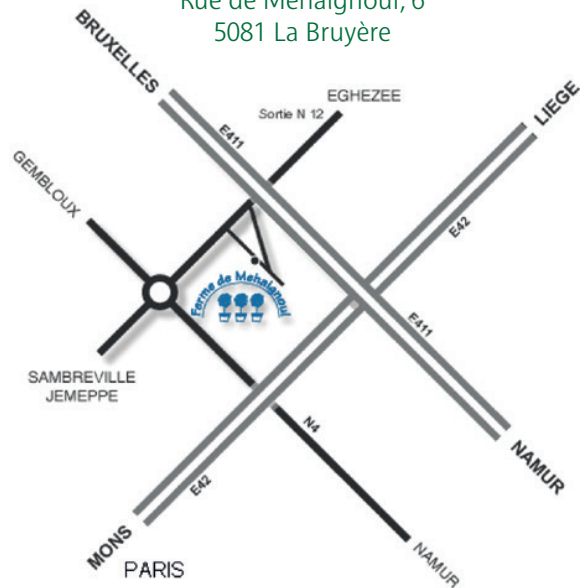 Rue de Mehaignoul, 6
5081 La Bruyère
BRUXELLES
EGHEZEE
Sortie N 12
LIEGE
E411
GEMBLOUX
E42
Ferme de Mehaignoul
E411
SAMBREVILLE
JEMEPPE
N4
NAMUR
E42
MONS
PARIS
NAMUR